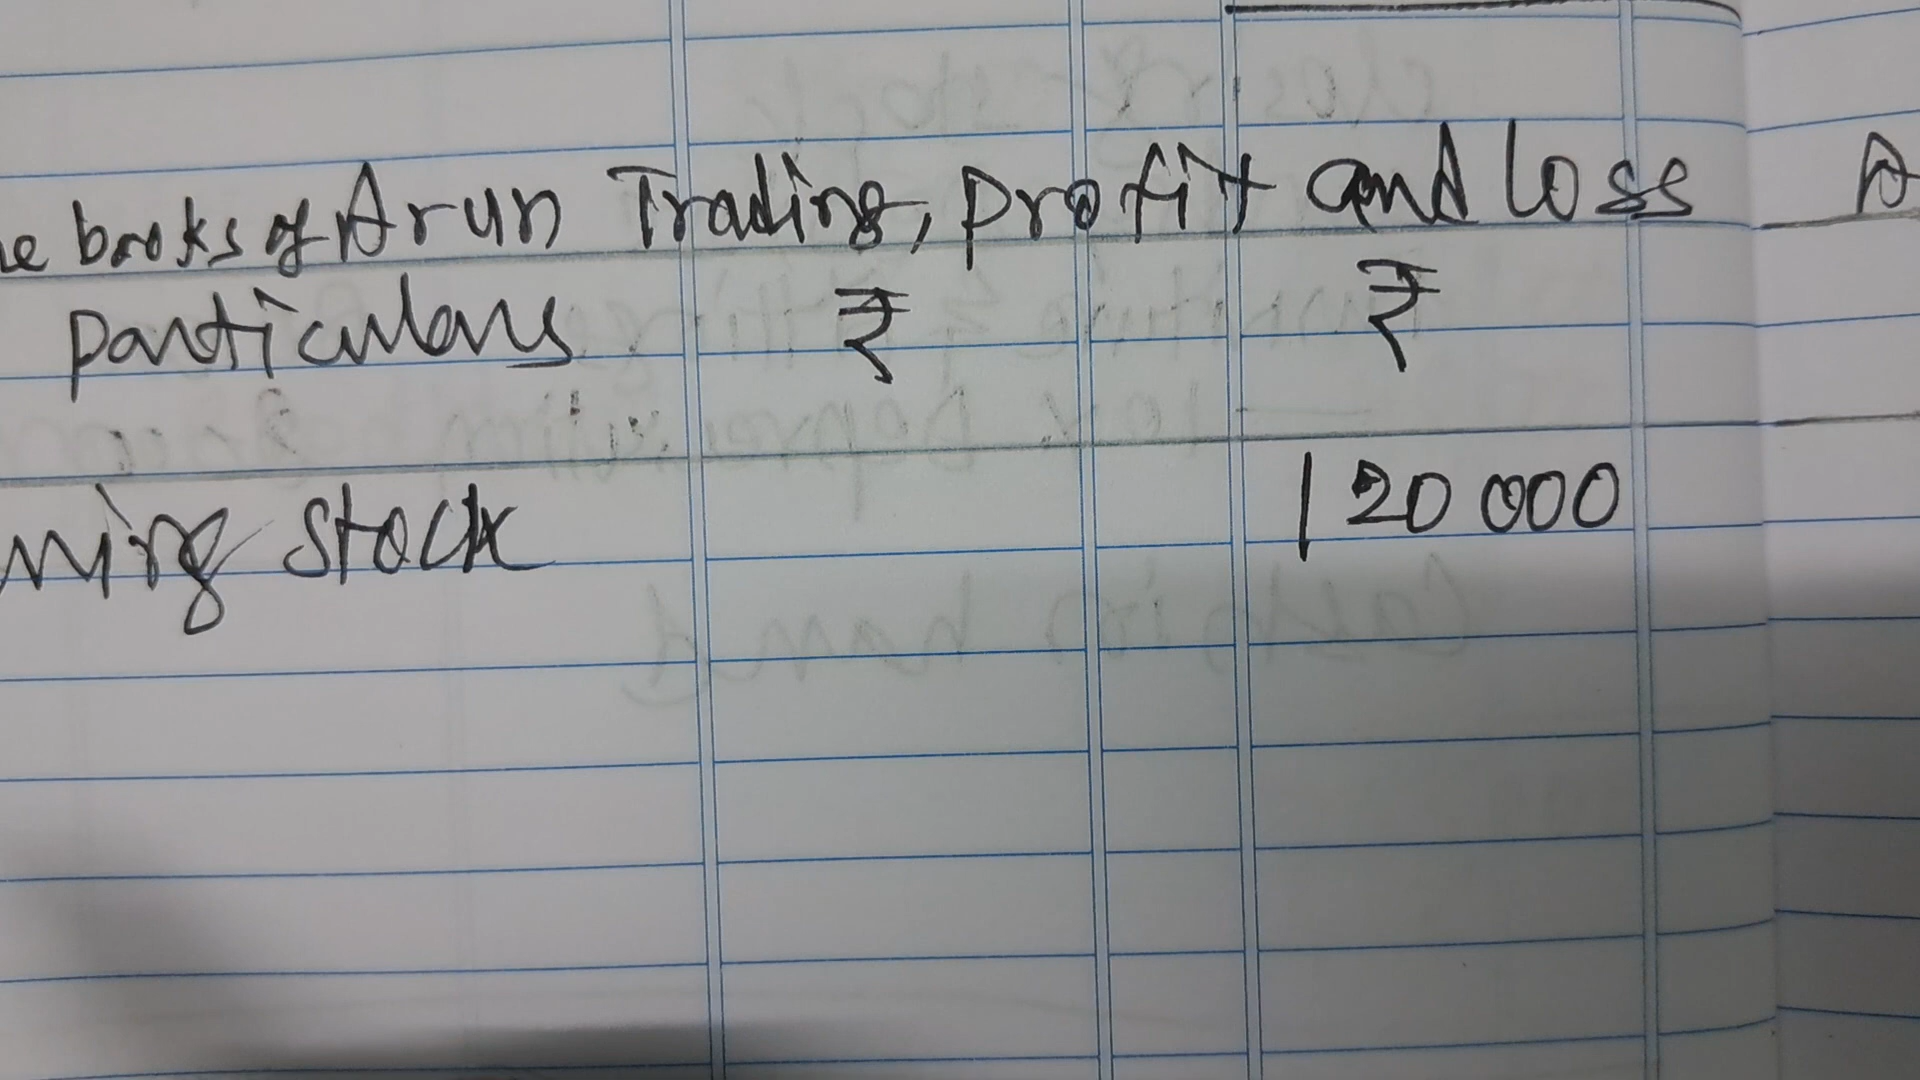 books of Arun Trading, profit and loss
particulars ₹ ₹
stock 120000